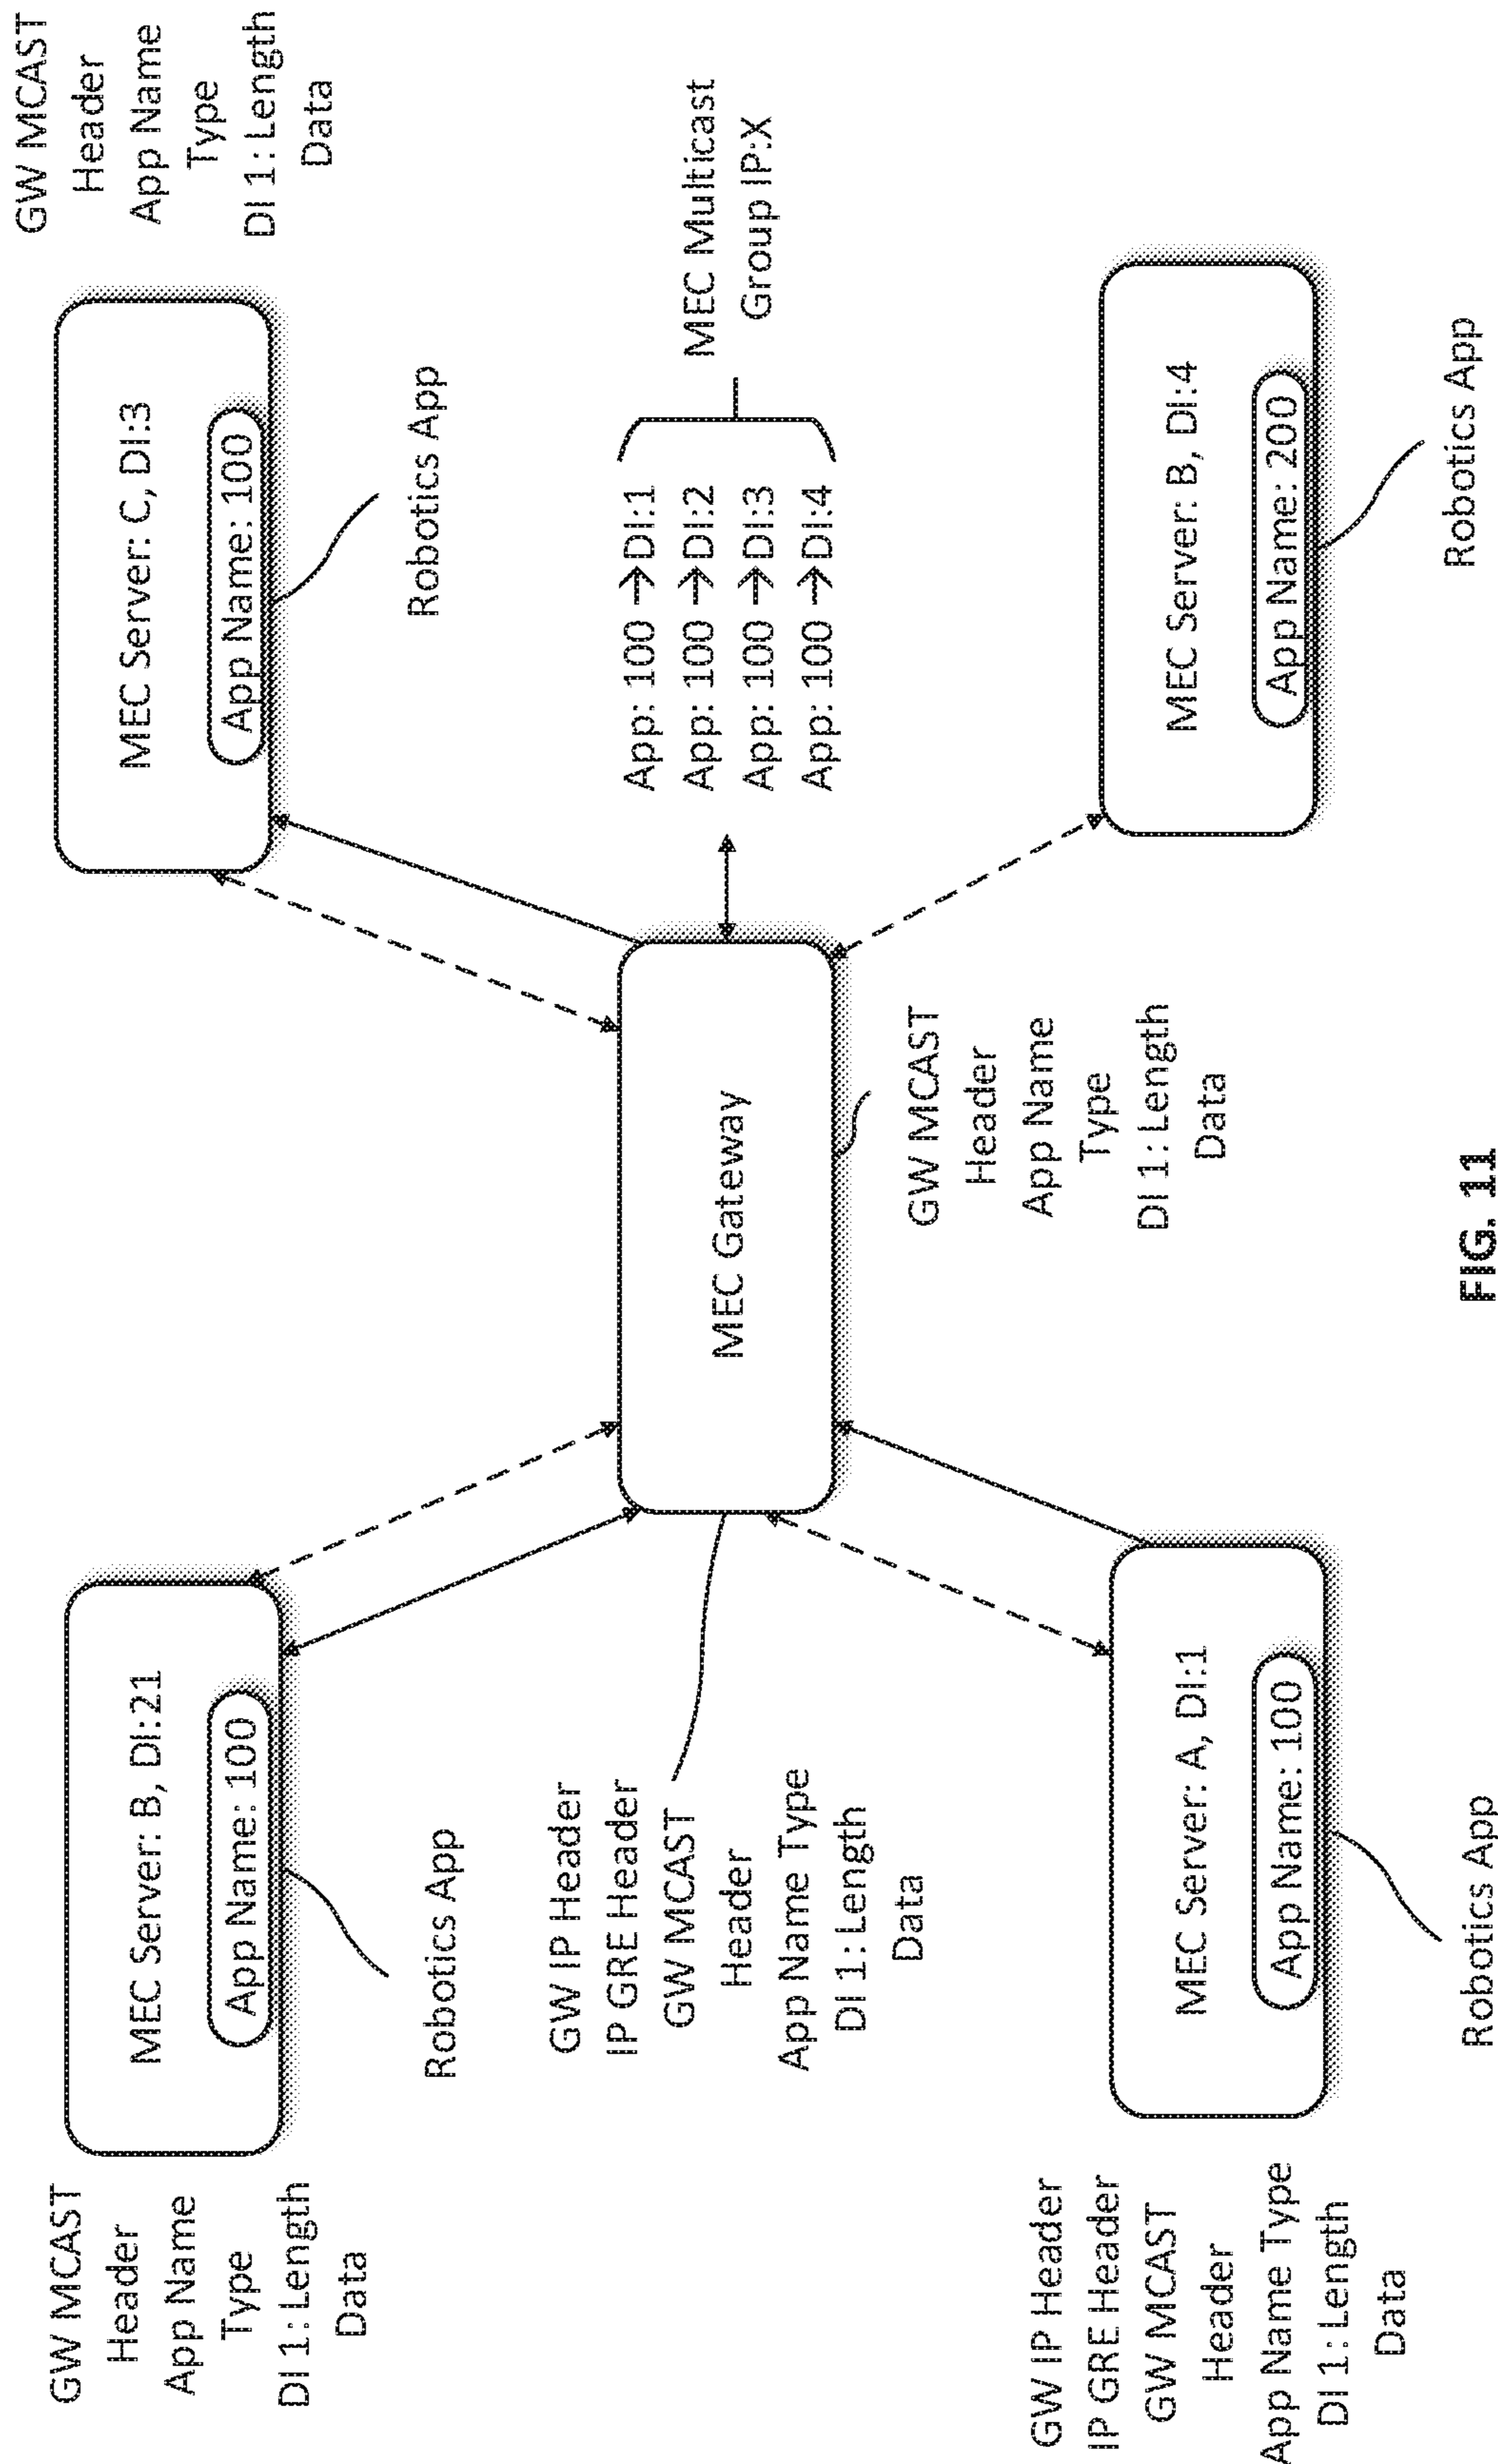 GW MCAST
Header
App Name
Type
DI 1: Length
Data
MEC Server: B, DI:21
App Name: 100
Robotics App
MEC Server: C, DI:3
App Name: 100
Robotics App
GW MCAST
Header
App Name
Type
DI 1: Length
Data
GW IP Header
IP GRE Header
GW MCAST
Header
App Name Type
DI 1: Length
Data
MEC Gateway
App: 100 →DI:1
App: 100 →DI:2
App: 100 →DI:3
App: 100 →DI:4
MEC Multicast
Group IP:X
GW MCAST
Header
App Name
Type
DI 1: Length
Data
GW IP Header
IP GRE Header
GW MCAST
Header
App Name Type
DI 1: Length
Data
MEC Server: A, DI:1
App Name: 100
Robotics App
MEC Server: B, DI:4
App Name: 200
Robotics App
FIG. 11